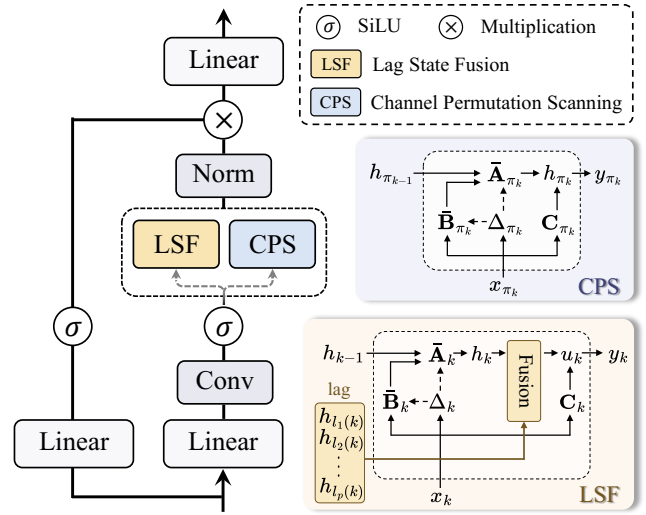 σ SiLU × Multiplication
LSF Lag State Fusion
CPS Channel Permutation Scanning
Linear
×
Norm
LSF CPS
σ σ
Conv
Linear Linear
h_{π_{k-1}} Ā_{π_k} h_{π_k} y_{π_k}
B̄_{π_k} Δ_{π_k} C_{π_k}
x_{π_k}
CPS
h_{k-1} Ā_k h_k Fusion u_k y_k
lag
B̄_k Δ_k C_k
h_{l_1(k)}
h_{l_2(k)}
⋮
h_{l_p(k)}
x_k
LSF